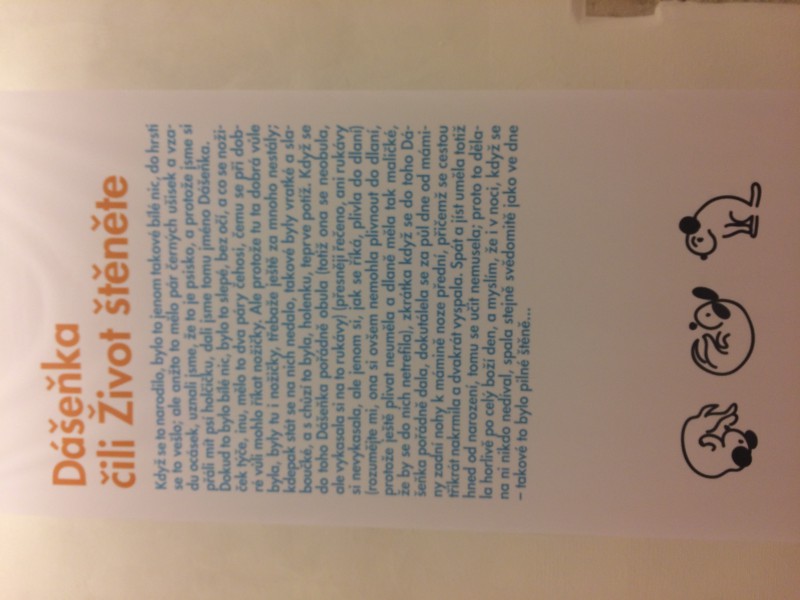 Dášeňka
čili Život štěněte
Když se to narodilo, bylo to jenom takové bílé nic, do hrsti
se to vešlo; ale anžto to mělo pár černých ušisek a vza-
du ocásek, uznali jsme, že to je psisko, a protože jsme si
přáli mít psí holčičku, dali jsme tomu jméno Dášeňka.
Dokud to bylo bílé nic, bylo to slepé, bez očí, a co se noži-
ček týče, inu, mělo to dva páry čehosi; čemu se při dob-
ré vůli mohlo říkat nožičky. Ale protože tu ta dobrá vůle
byla, byly tu i nožičky, třebaže ještě za mnoho nestály;
kdepak stát se na nich nedalo, takové byly vratké a sla-
boučké, a s chůzí to byla, holenku, teprve potíž. Když se
do toho Dášeňka pořádně obula (totiž ona se neobula,
ale vykasala si na to rukávy) (přesněji řečeno, ani rukávy
si nevykasala, ale jenom si, jak se říká, plivla do dlaní)
(rozumějte mi, ona si ovšem nemohla plivnout do dlaní,
protože ještě plivat neuměla a dlaně měla tak maličké,
že by se do nich netrefila), zkrátka když se do toho Dá-
šeňka pořádně dala, dokutálela se za půl dne od mámi-
ny zadní nohy k mámině noze přední, přičemž se cestou
třikrát nakrmila a dvakrát vyspala. Spát a jíst uměla totiž
hned od narození, tomu se učit nemusela; proto to děla-
la horlivě po celý boží den, a myslím, že i v noci, když se
na ni nikdo nedíval, spala stejně svědomitě jako ve dne
– takové to bylo pilné štěně...